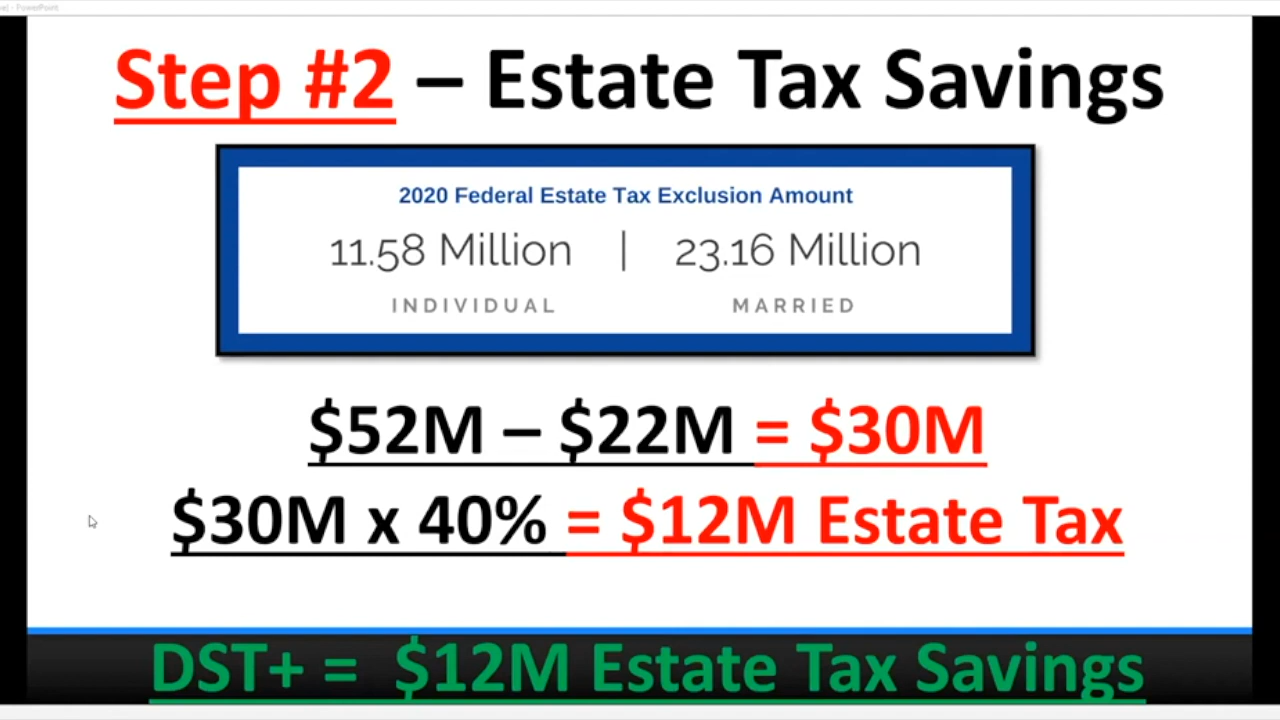 - PowerPoint
Step #2 – Estate Tax Savings
2020 Federal Estate Tax Exclusion Amount
11.58 Million | 23.16 Million
INDIVIDUAL MARRIED
$52M – $22M = $30M
$30M x 40% = $12M Estate Tax
DST+ = $12M Estate Tax Savings